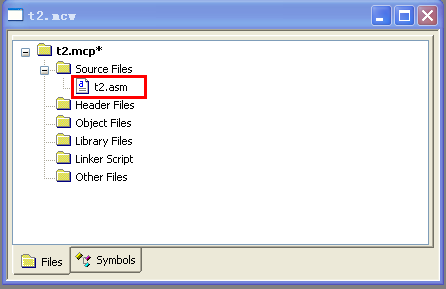 t2.mcw
t2.mcp*
Source Files
t2.asm
Header Files
Object Files
Library Files
Linker Script
Other Files
Files
Symbols